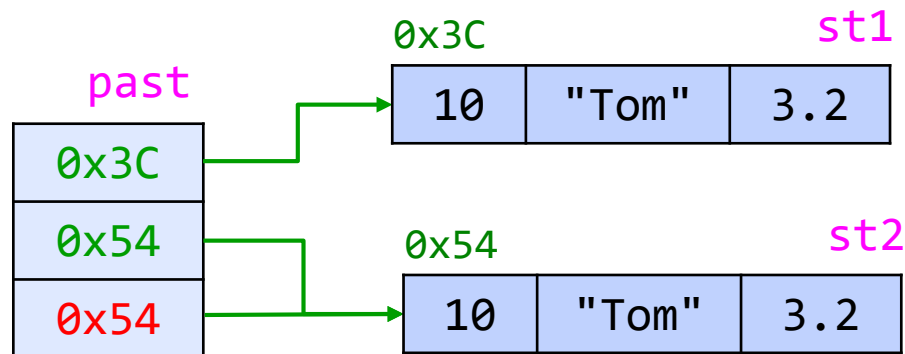 past
0x3C
0x54
0x54
0x3C st1
10 "Tom" 3.2
0x54 st2
10 "Tom" 3.2